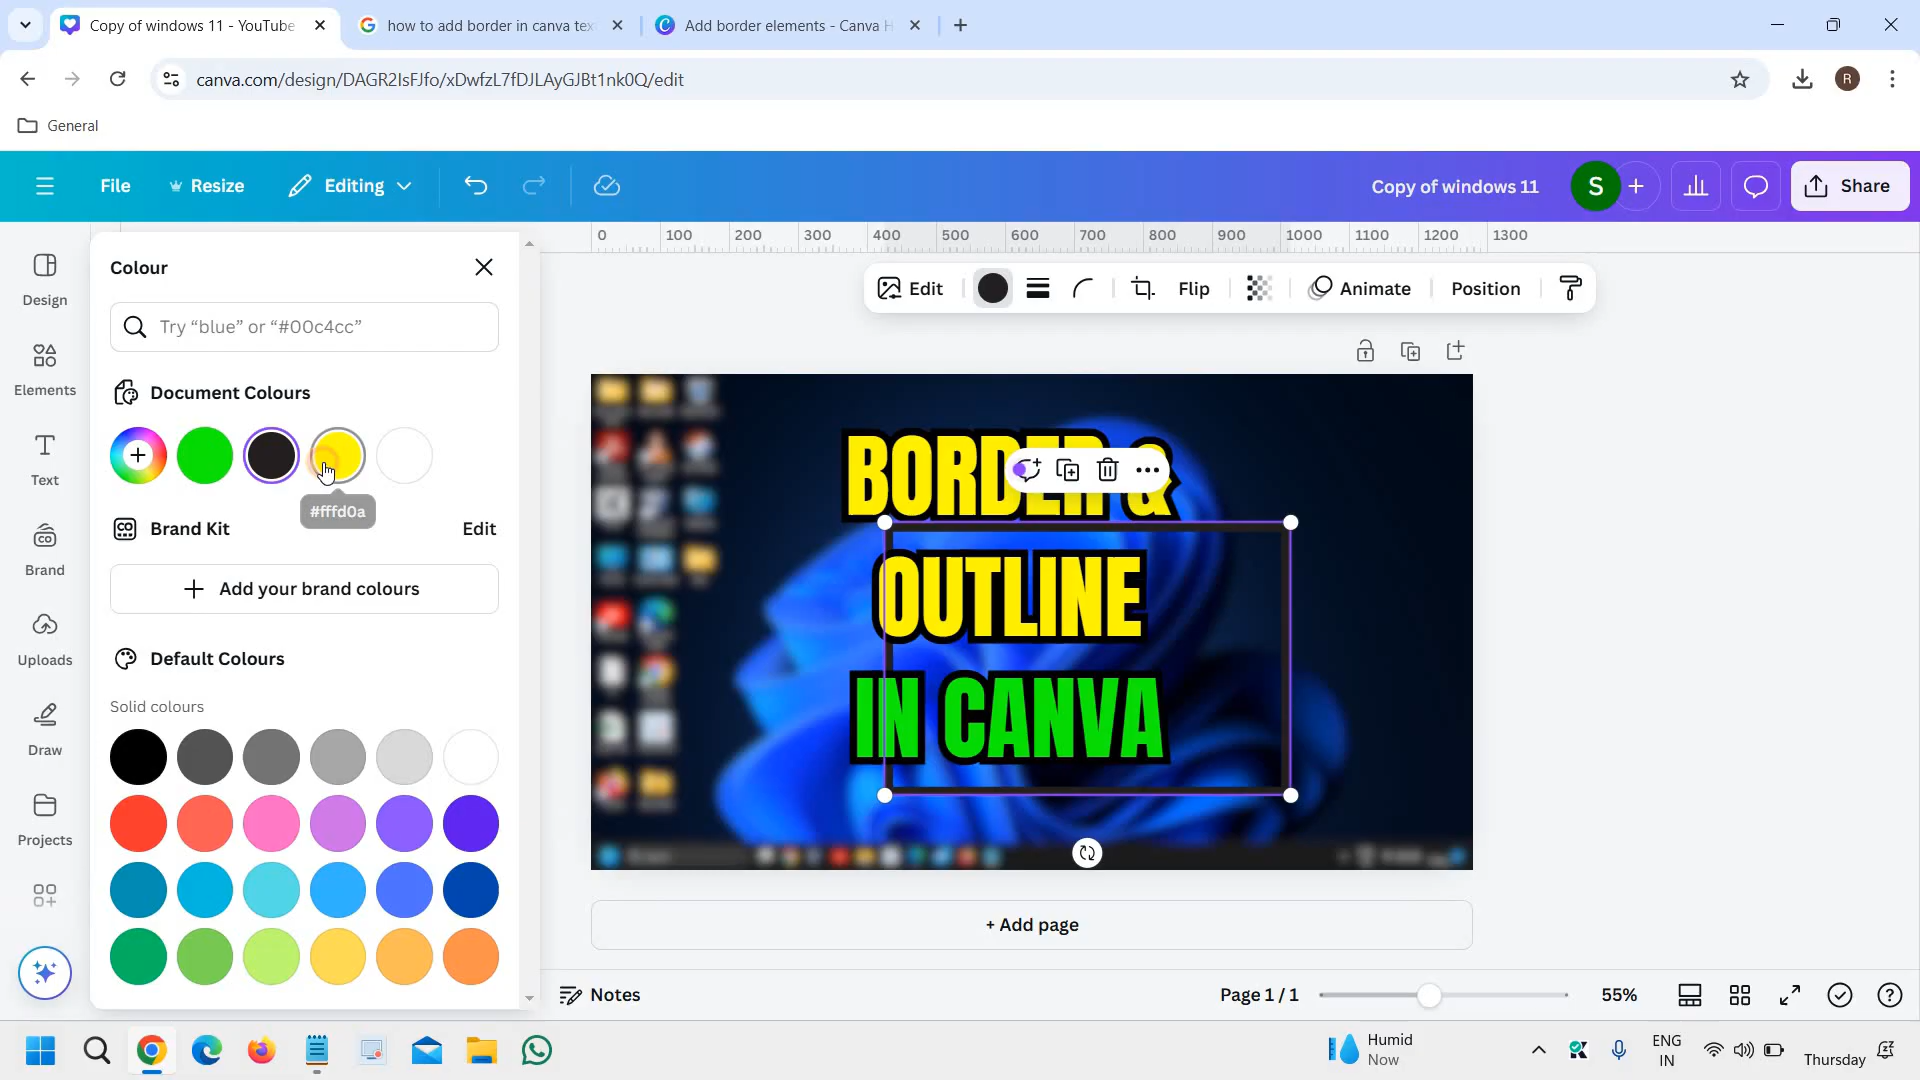 Copy of windows 11 - YouTube
how to add border in canva tex
Add border elements - Canva H
canva.com/design/DAGR2IsFJfo/xDwfzL7fDJLAyGJBt1nk0Q/edit
R
General
File
Resize
Editing
Copy of windows 11
S
Share
0 100 200 300 400 500 600 700 800 900 1000 1100 1200 1300
Design
Elements
Text
Brand
Uploads
Draw
Projects
Colour
Try “blue” or “#00c4cc”
Document Colours
#fffd0a
Brand Kit
Edit
Add your brand colours
Default Colours
Solid colours
Edit
Flip
Animate
Position
BORDER &
OUTLINE
IN CANVA
+ Add page
Notes
Page 1 / 1
55%
Humid
Now
ENG
IN
Thursday